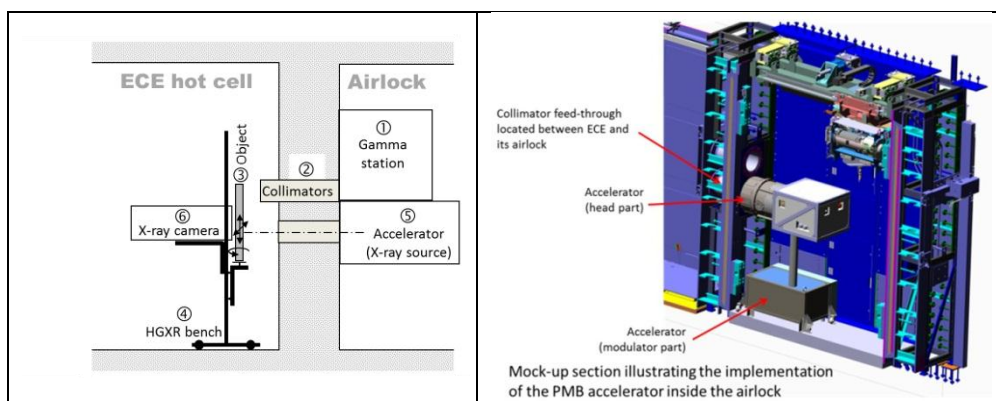 ECE hot cell
Airlock
①
Gamma
station
②
Collimators
③ Object
⑥
X-ray camera
⑤
Accelerator
(X-ray source)
④
HGXR bench
Collimator feed-through
located between ECE and
its airlock
Accelerator
(head part)
Accelerator
(modulator part)
Mock-up section illustrating the implementation
of the PMB accelerator inside the airlock